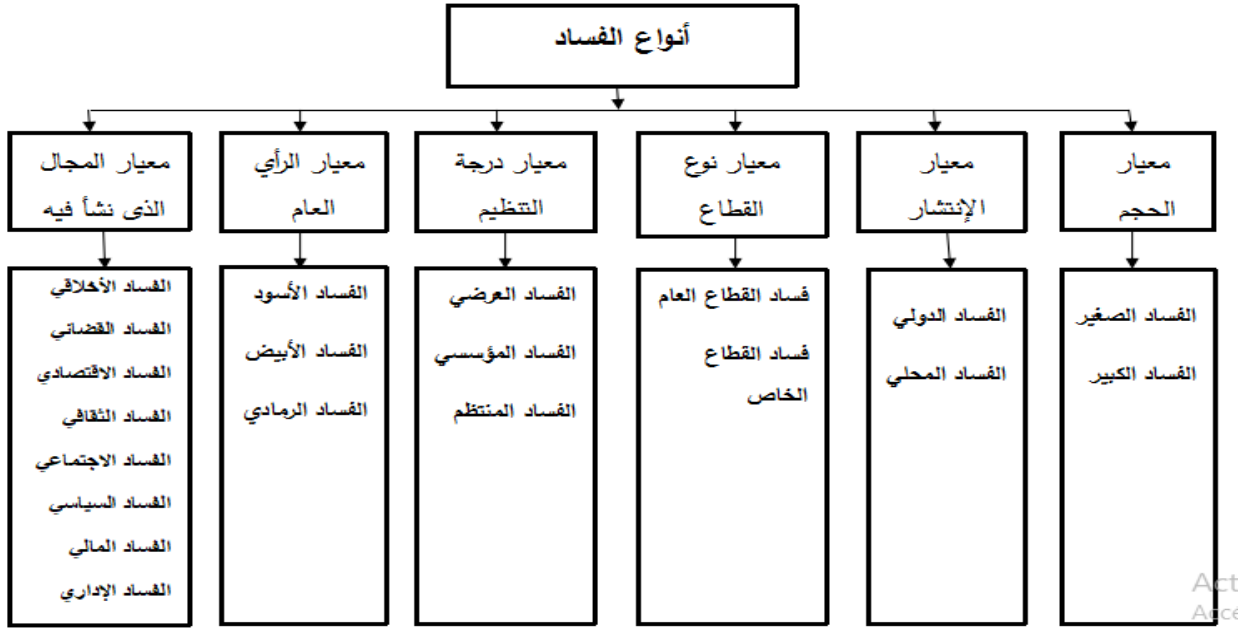 أنواع الفساد
معيار
الحجم
الفساد الصغير
الفساد الكبير
معيار
الإنتشار
الفساد الدولي
الفساد المحلي
معيار نوع
القطاع
فساد القطاع العام
فساد القطاع
الخاص
معيار درجة
التنظيم
الفساد العرضي
الفساد المؤسسي
الفساد المنتظم
معيار الرأي
العام
الفساد الأسود
الفساد الأبيض
الفساد الرمادي
معيار المجال
الذى نشأ فيه
الفساد الأخلاقي
الفساد القضائي
الفساد الاقتصادي
الفساد الثقافي
الفساد الاجتماعي
الفساد السياسي
الفساد المالي
الفساد الإداري
Act
Acce